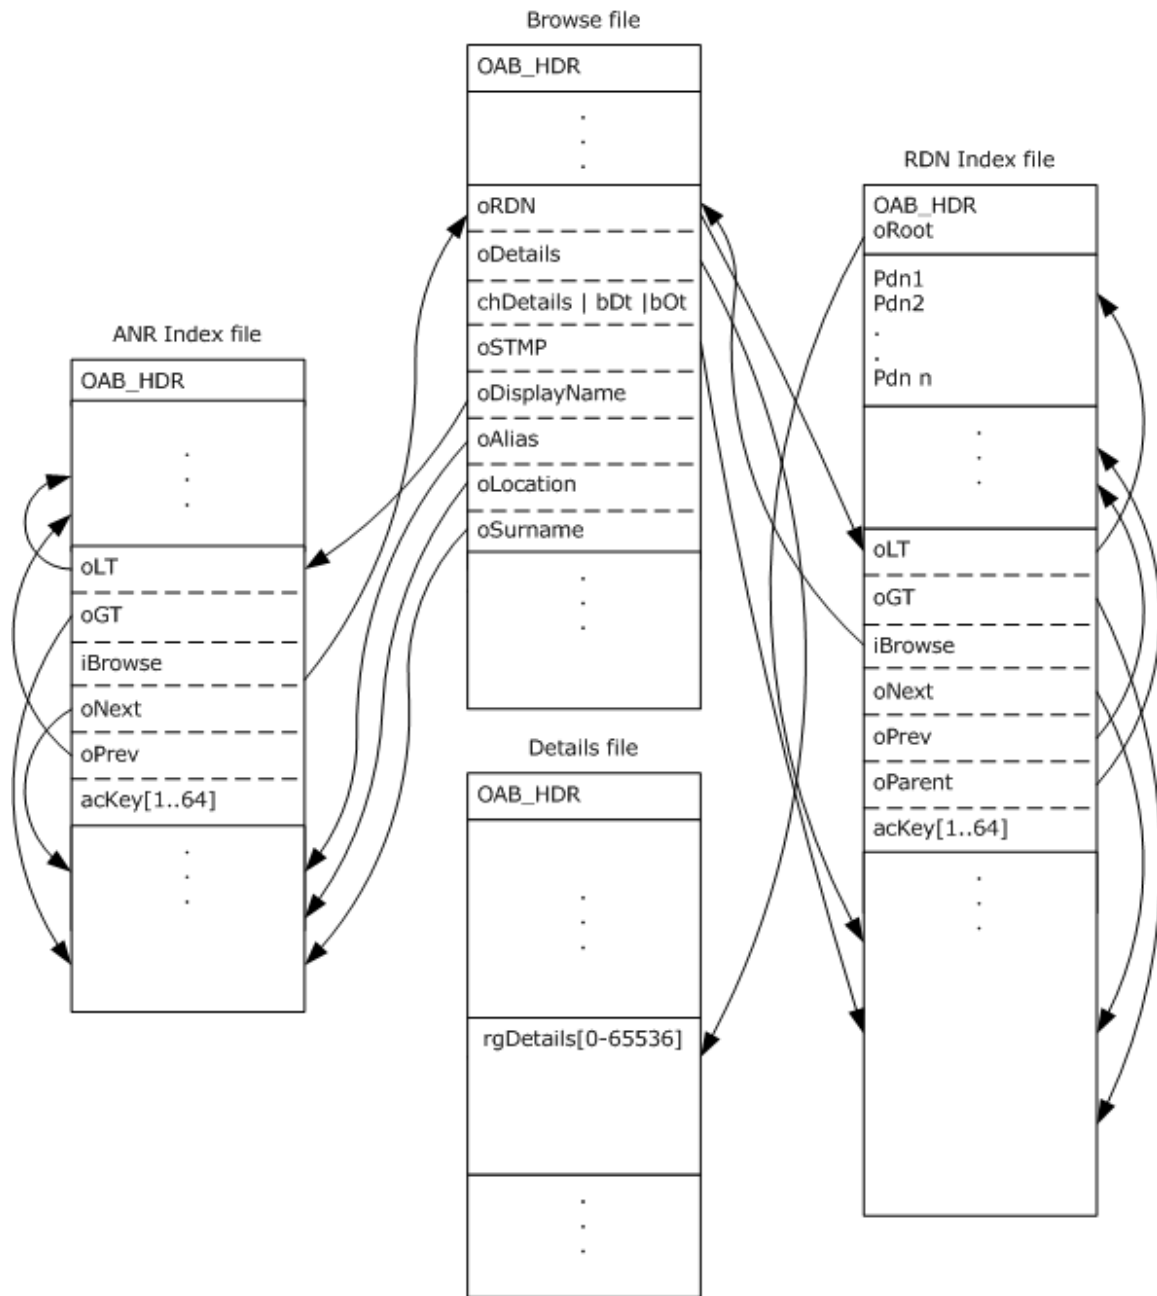 Browse file
OAB_HDR
.
.
.
oRDN
oDetails
chDetails | bDt |bOt
oSTMP
oDisplayName
oAlias
oLocation
oSurname
.
.
.
ANR Index file
OAB_HDR
.
.
.
oLT
oGT
iBrowse
oNext
oPrev
acKey[1..64]
.
.
.
Details file
OAB_HDR
.
.
.
rgDetails[0-65536]
.
.
.
RDN Index file
OAB_HDR
oRoot
Pdn1
Pdn2
.
.
Pdn n
.
.
.
oLT
oGT
iBrowse
oNext
oPrev
oParent
acKey[1..64]
.
.
.